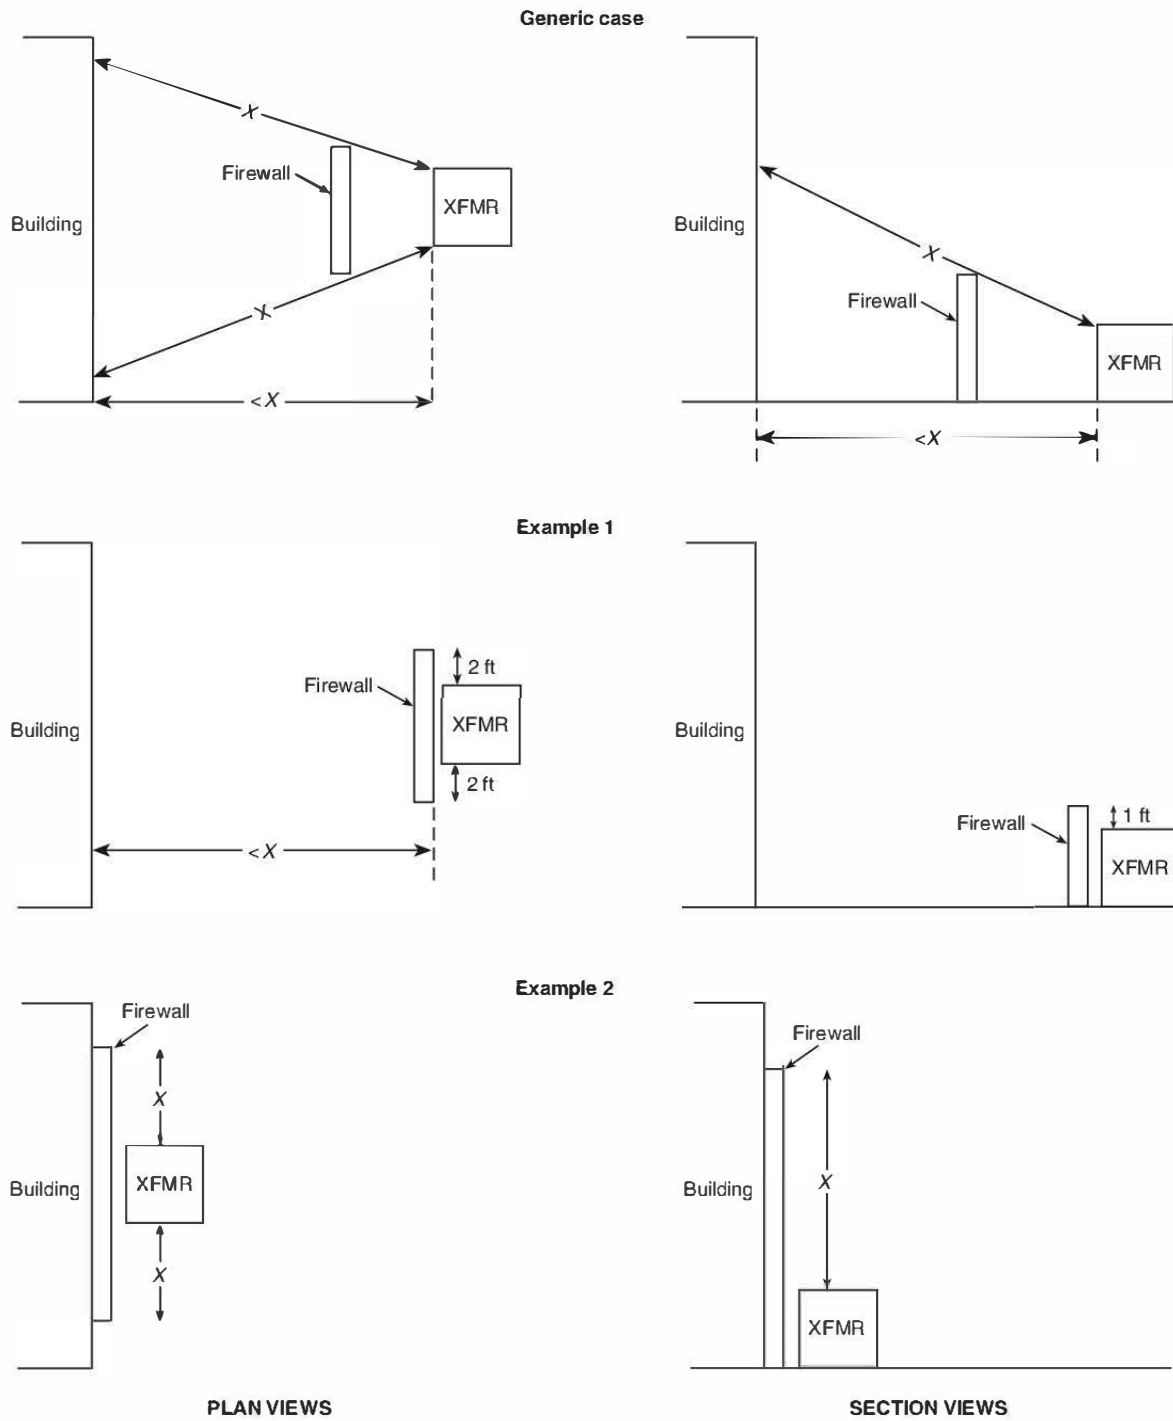 Generic case
X
Firewall
XFMR
Building
X
<X
X
Building
Firewall
XFMR
<X
Example 1
2 ft
Firewall
XFMR
Building
2 ft
<X
Building
1 ft
Firewall
XFMR
Example 2
Firewall
X
XFMR
Building
X
Firewall
X
Building
XFMR
PLAN VIEWS
SECTION VIEWS